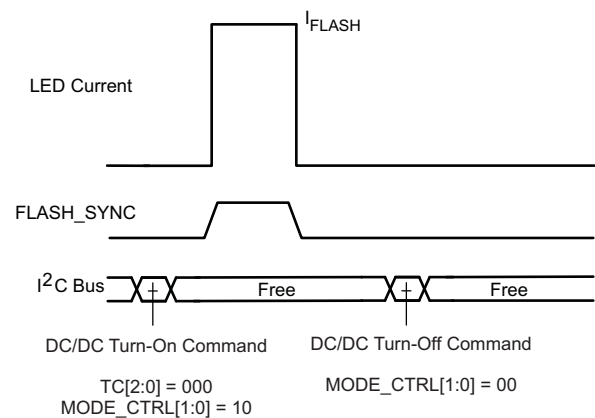 I_FLASH
LED Current
FLASH_SYNC
I²C Bus
Free
Free
DC/DC Turn-On Command
DC/DC Turn-Off Command
TC[2:0] = 000
MODE_CTRL[1:0] = 10
MODE_CTRL[1:0] = 00